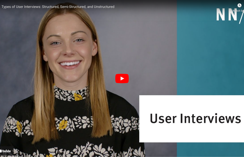 Types of User Interviews: Structured, Semi-Structured, and Unstructured
NN/
User Interviews